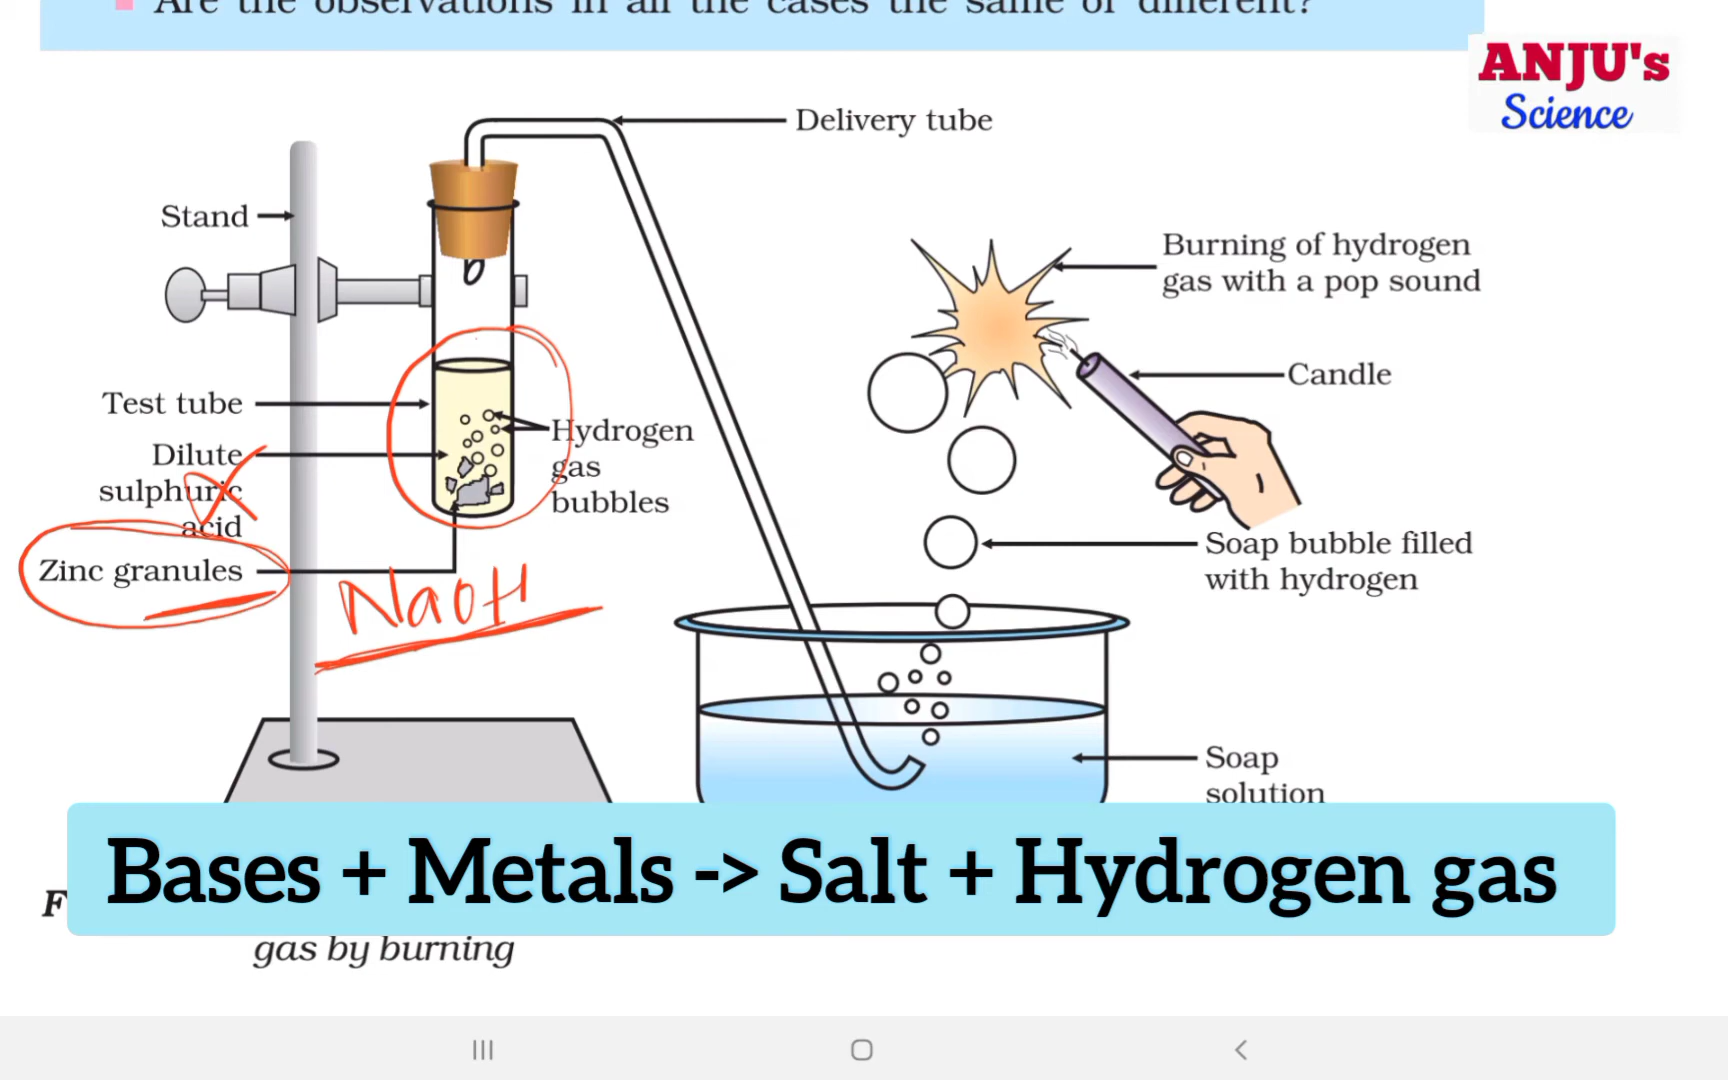 Are the observations in all the cases the same or different?
ANJU's
Science
Delivery tube
Stand
Burning of hydrogen
gas with a pop sound
Candle
Test tube
Hydrogen
gas
bubbles
Dilute
sulphuric
acid
Zinc granules
NaOH
Soap bubble filled
with hydrogen
Soap
solution
Bases + Metals -> Salt + Hydrogen gas
F
gas by burning